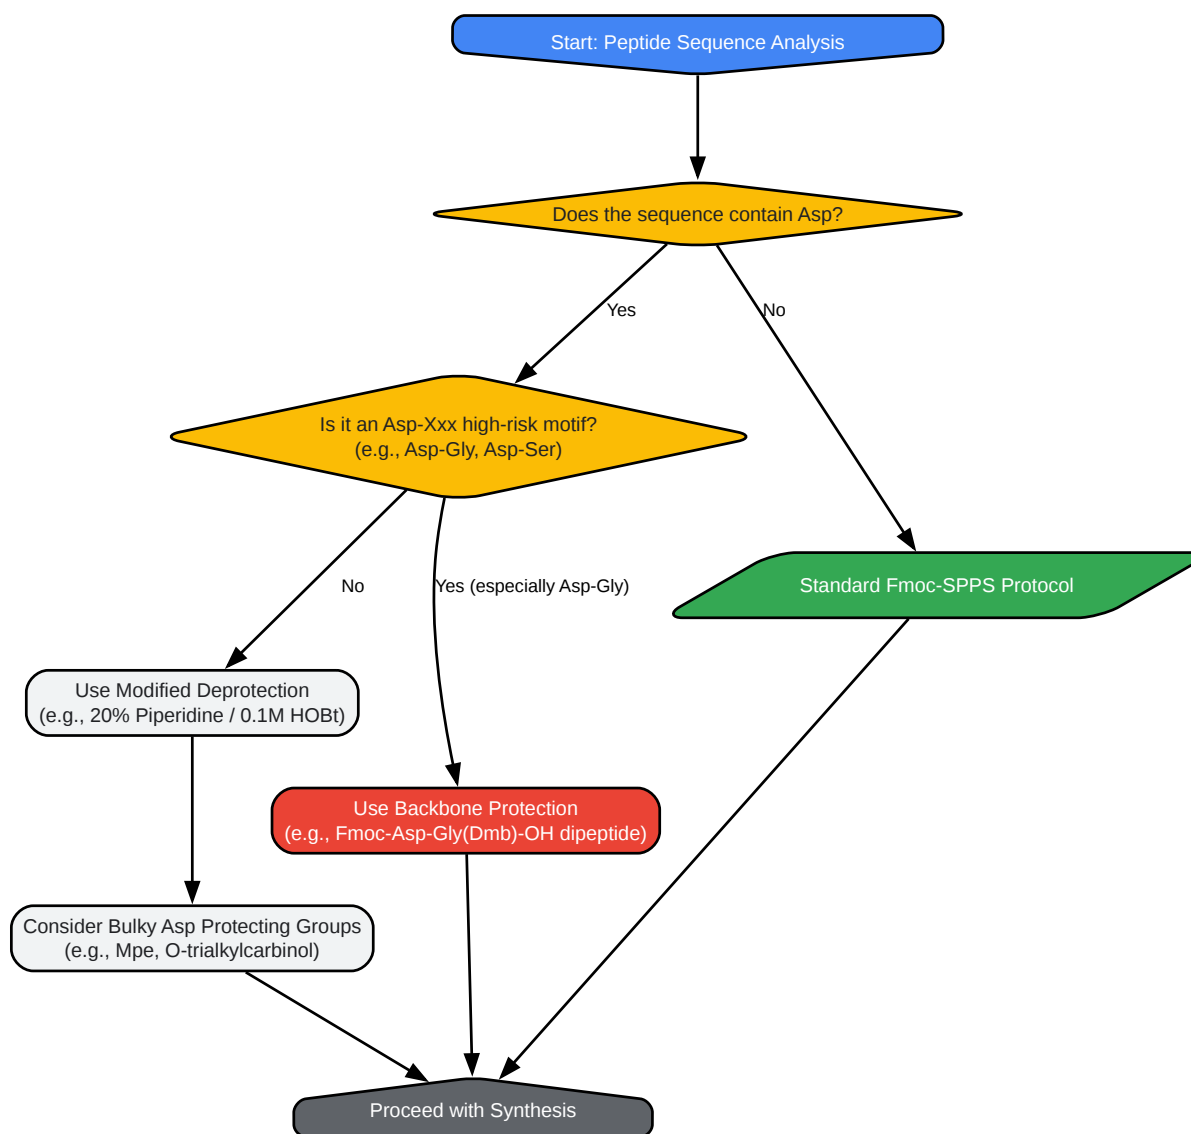 Start: Peptide Sequence Analysis
Does the sequence contain Asp?
Yes
No
Is it an Asp-Xxx high-risk motif?
(e.g., Asp-Gly, Asp-Ser)
No
Yes (especially Asp-Gly)
Standard Fmoc-SPPS Protocol
Use Modified Deprotection
(e.g., 20% Piperidine / 0.1M HOBt)
Use Backbone Protection
(e.g., Fmoc-Asp-Gly(Dmb)-OH dipeptide)
Consider Bulky Asp Protecting Groups
(e.g., Mpe, O-trialkylcarbinol)
Proceed with Synthesis